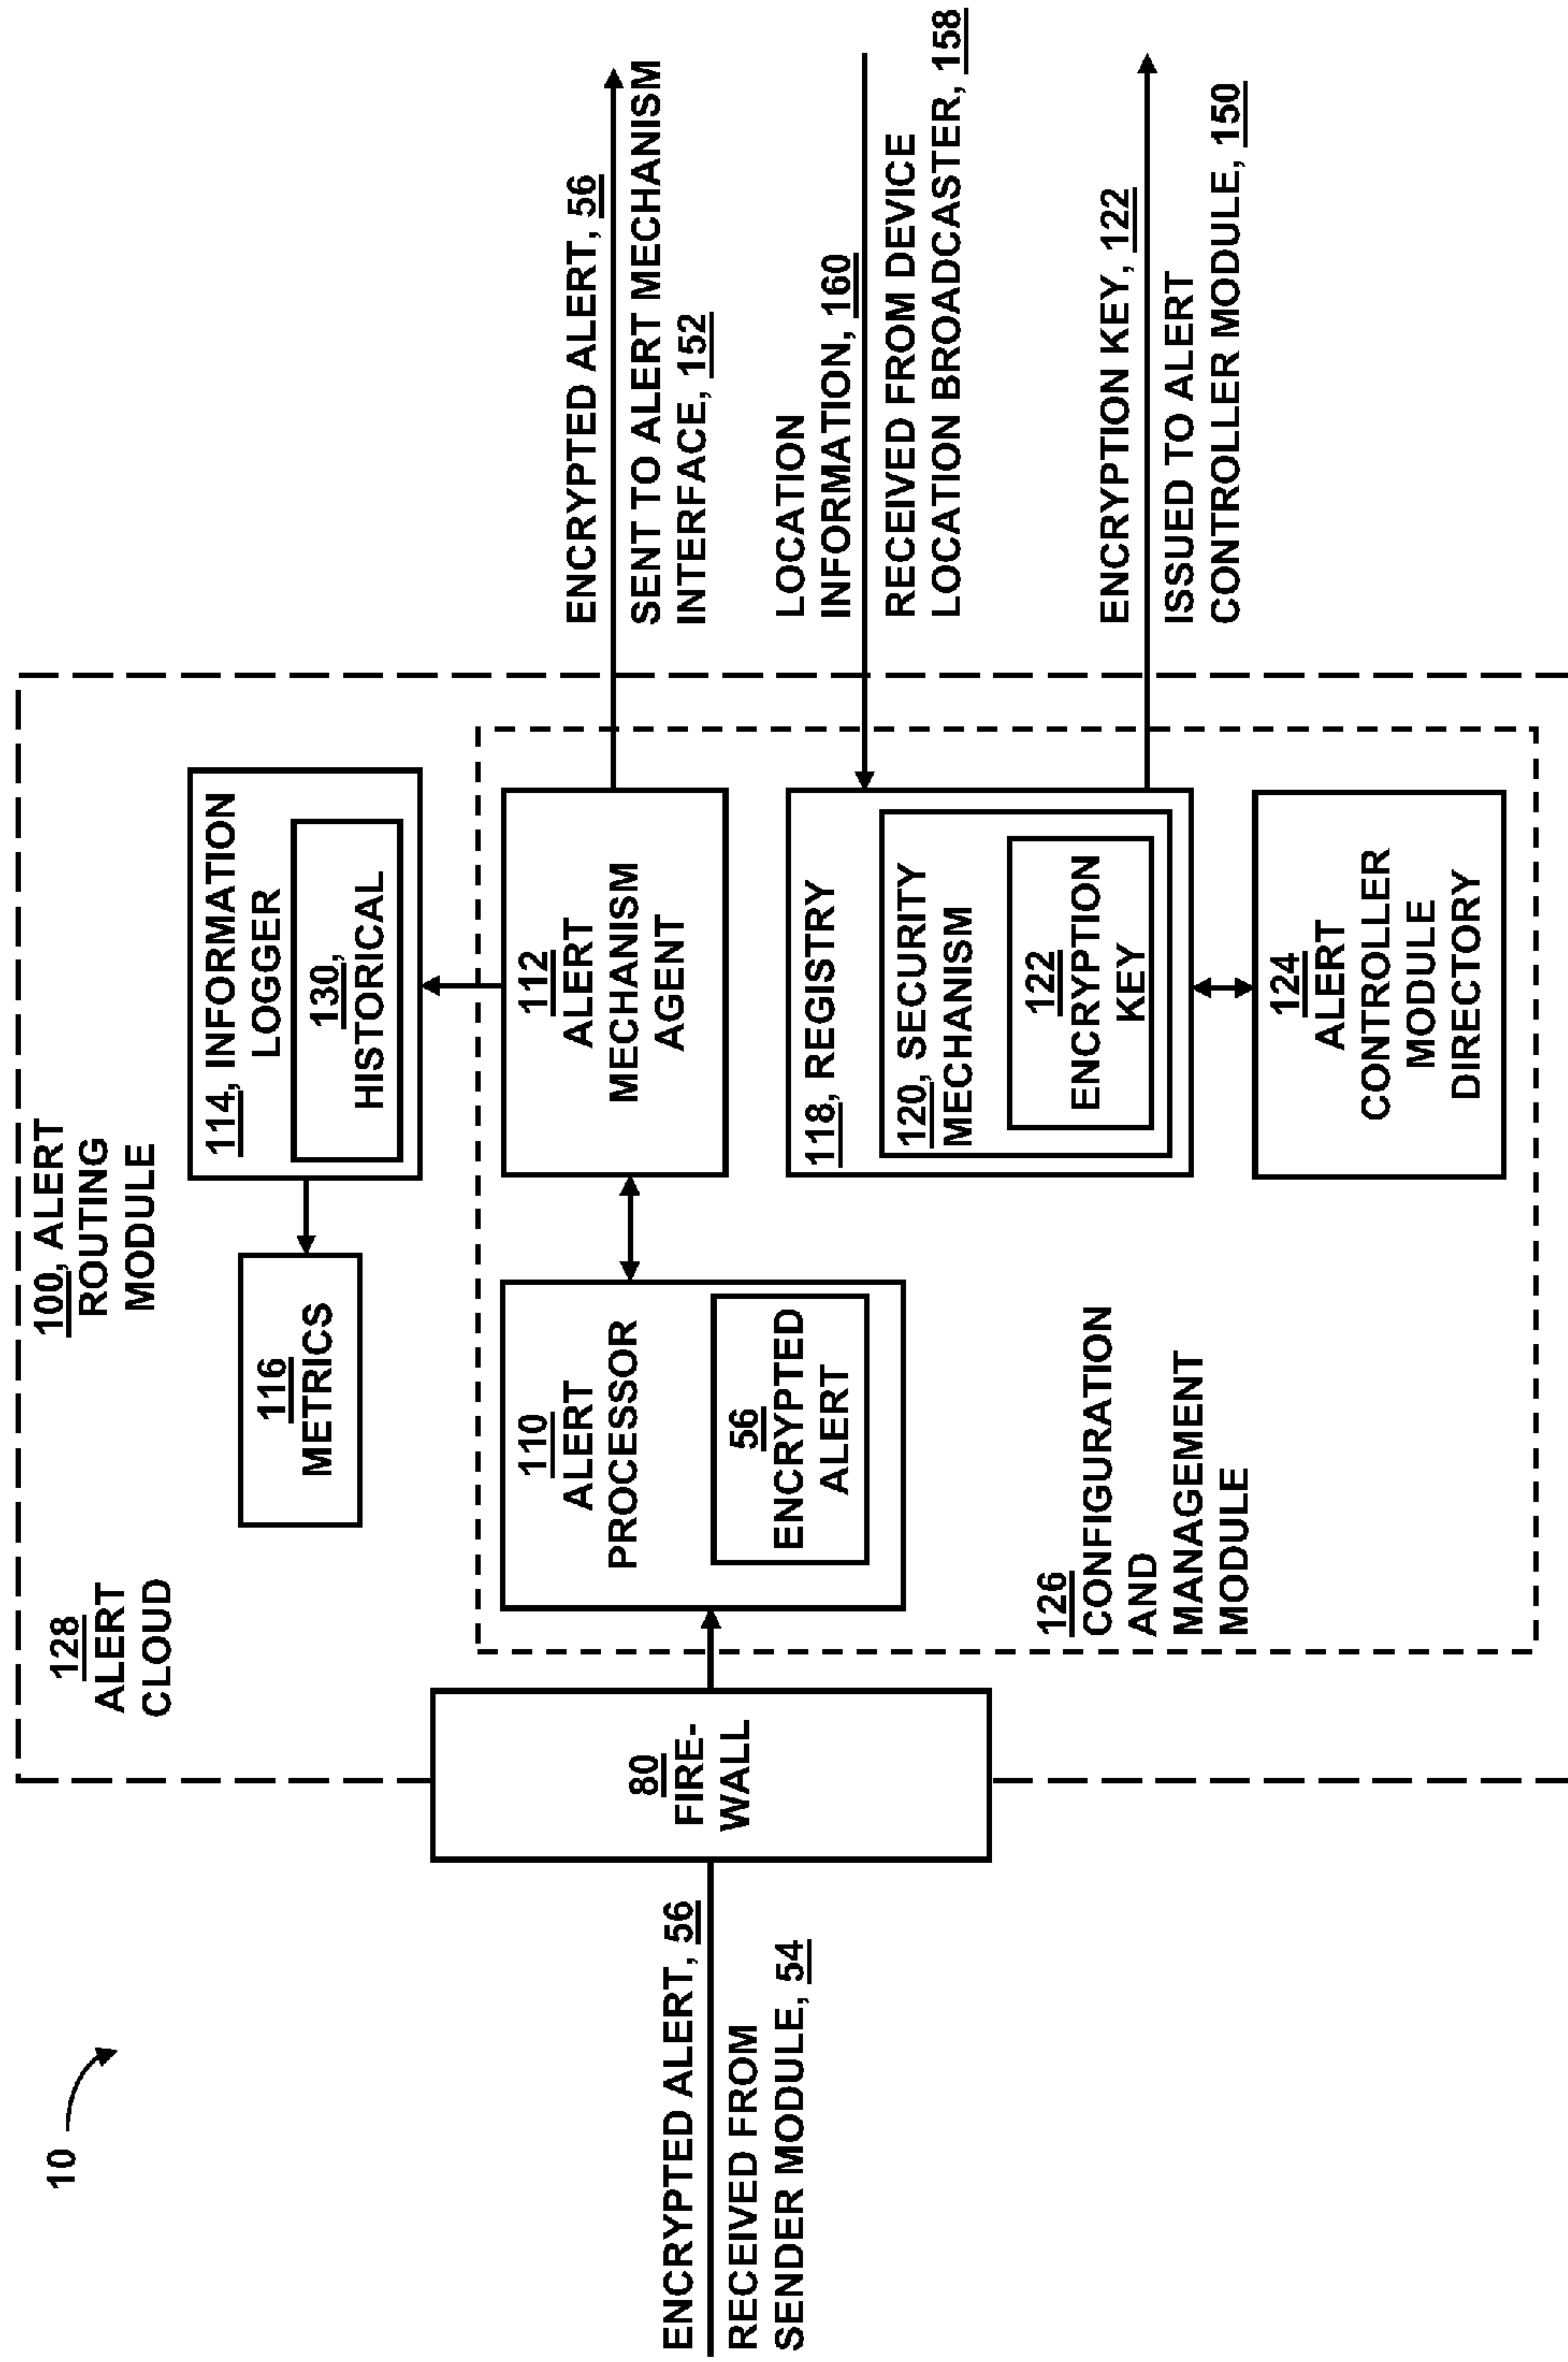 10
128
ALERT
CLOUD
100, ALERT
ROUTING
MODULE
116
METRICS
114, INFORMATION
LOGGER
130,
HISTORICAL
ENCRYPTED ALERT, 56
RECEIVED FROM
SENDER MODULE, 54
80
FIRE-
WALL
110
ALERT
PROCESSOR
56
ENCRYPTED
ALERT
112
ALERT
MECHANISM
AGENT
118, REGISTRY
120, SECURITY
MECHANISM
122
ENCRYPTION
KEY
124
ALERT
CONTROLLER
MODULE
DIRECTORY
126
CONFIGURATION
AND
MANAGEMENT
MODULE
ENCRYPTED ALERT, 56
SENT TO ALERT MECHANISM
INTERFACE, 152
LOCATION
INFORMATION, 160
RECEIVED FROM DEVICE
LOCATION BROADCASTER, 158
ENCRYPTION KEY, 122
ISSUED TO ALERT
CONTROLLER MODULE, 150